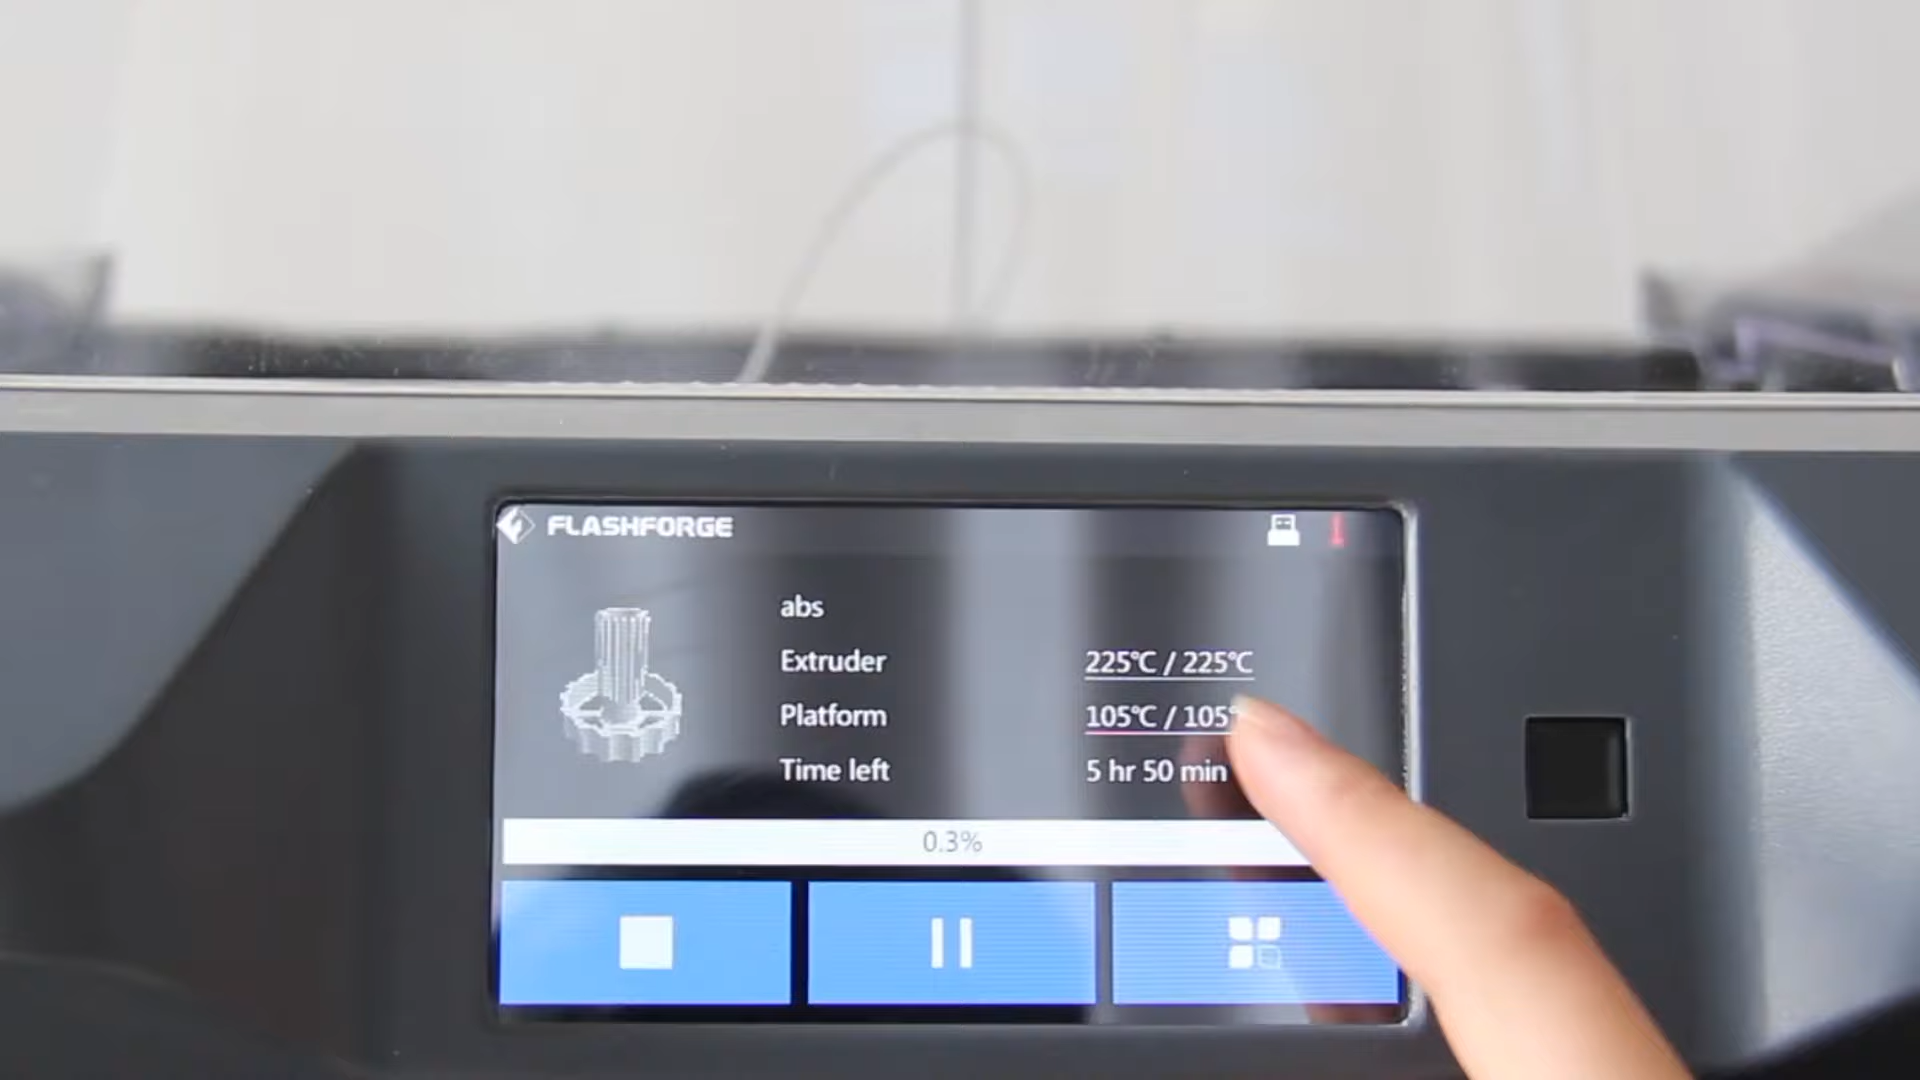 FLASHFORGE
abs
Extruder 225℃ / 225℃
Platform 105℃ / 105°
Time left 5 hr 50 min
0.3%